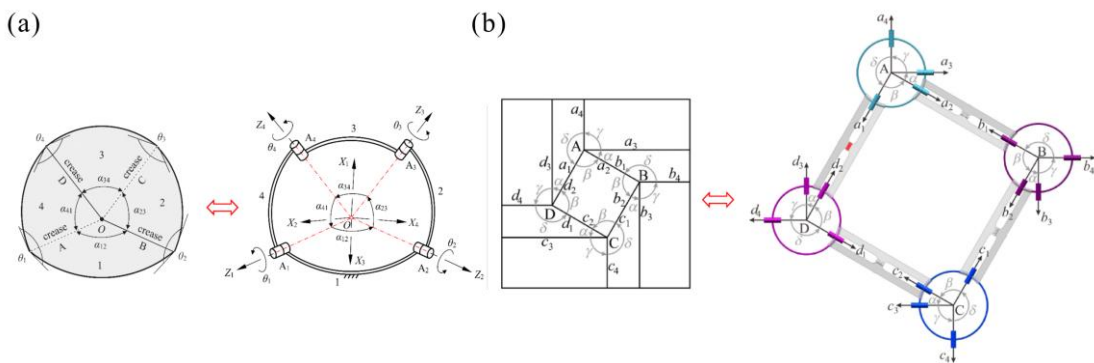 (a)
θ₄
θ₃
3
crease
crease
D
C
α₃₄
4
α₄₁
α₂₃
2
O
crease
A
α₁₂
crease
B
θ₁
θ₂
1
Z₄
θ₄
A₄
3
θ₃
Z₃
A₃
X₁
α₃₄
4
α₄₁
α₂₃
2
X₂
O
X₄
α₁₂
X₃
Z₁
θ₁
A₁
1
A₂
θ₂
Z₂
(b)
a₄
δ
γ
A
a₃
α
d₃
a₁
β
a₂
b₁
δ
B
b₄
d₂
β
γ
d₄
γ
α
b₂
α
D
β
b₃
δ
d₁
c₂
β
c₁
c₃
α
C
δ
γ
c₄
a₄
γ
A
a₃
δ
α
β
a₂
a₁
b₁
δ
B
b₄
β
γ
d₃
d₂
α
b₂
b₃
γ
α
d₄
D
β
δ
d₁
c₂
c₁
β
c₃
α
C
δ
γ
c₄